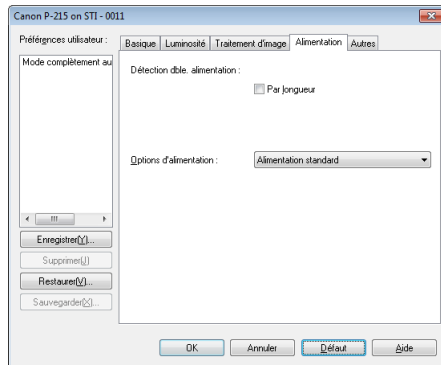 Canon P-215 on STI - 0011
Préférences utilisateur :
Mode complètement au
Enregistrer(Y)...
Supprimer(J)
Restaurer(V)...
Sauvegarder(X)...
Basique Luminosité Traitement d'image Alimentation Autres
Détection dble. alimentation :
Par longueur
Options d'alimentation : Alimentation standard
OK Annuler Défaut Aide